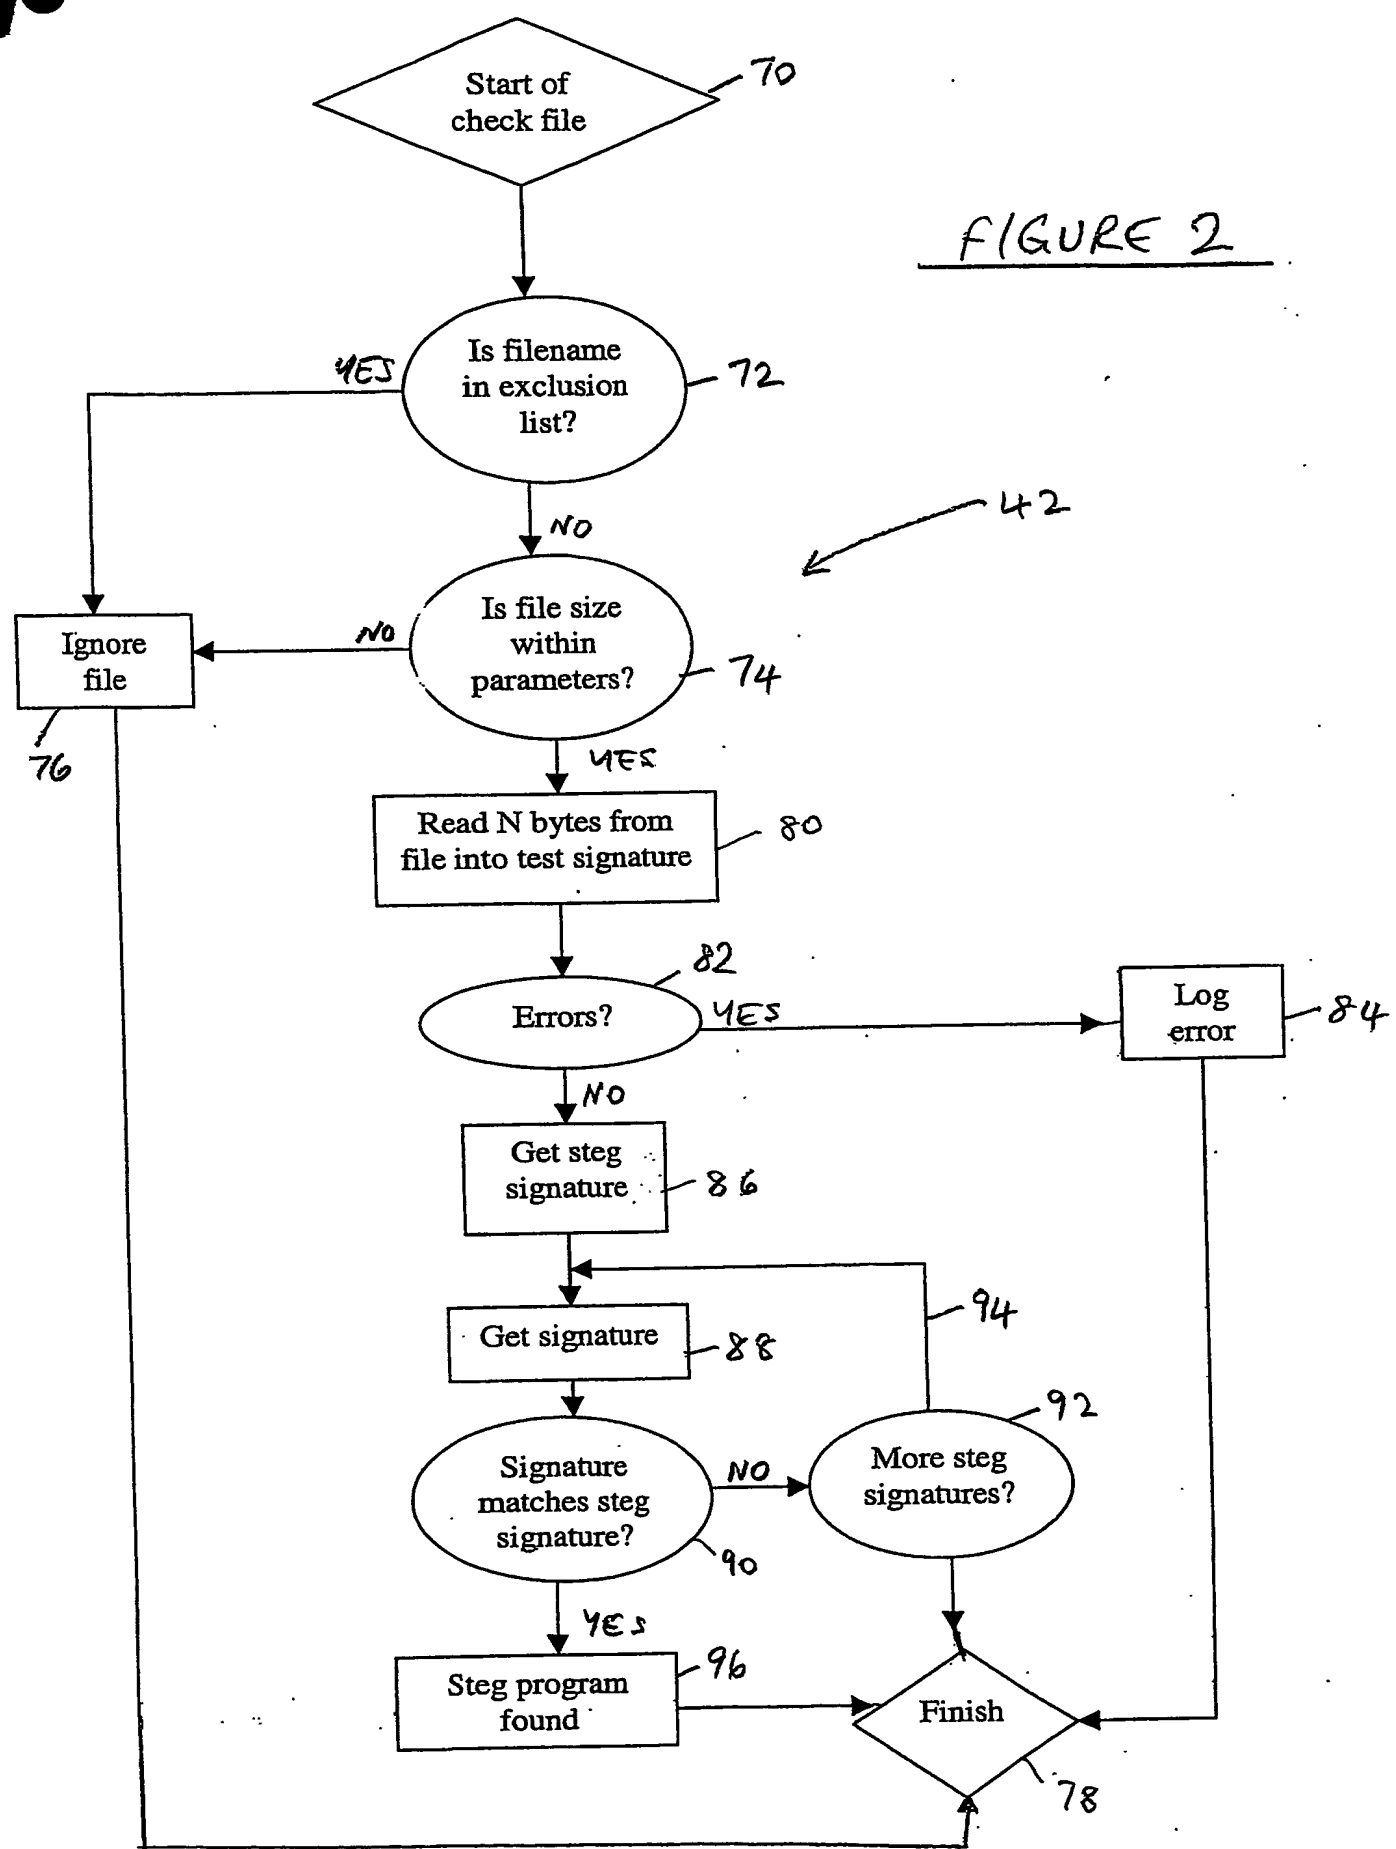 Start of
check file
70
FIGURE 2
Is filename
in exclusion
list?
YES
72
NO
42
Is file size
within
parameters?
NO
74
Ignore
file
76
YES
Read N bytes from
file into test signature
80
82
Errors?
YES
Log
error
84
NO
Get steg
signature
86
94
Get signature
88
92
Signature
matches steg
signature?
NO
More steg
signatures?
90
YES
Steg program
found
96
Finish
78